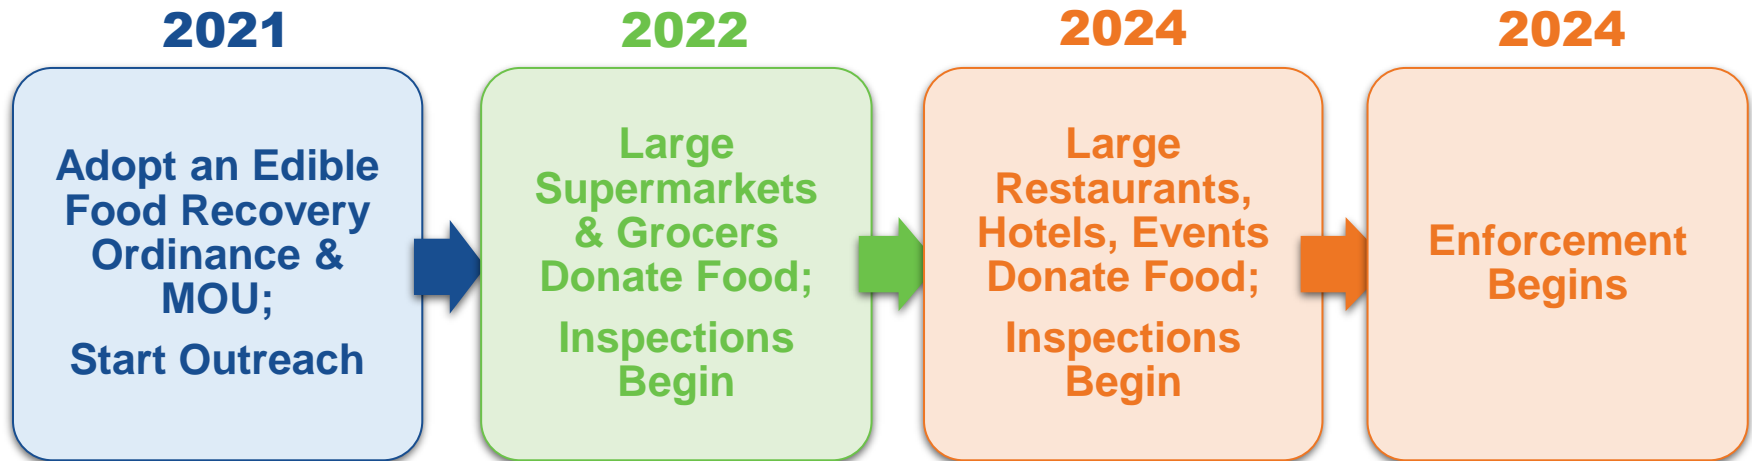 2021
Adopt an Edible
Food Recovery
Ordinance &
MOU;
Start Outreach
2022
Large
Supermarkets
& Grocers
Donate Food;
Inspections
Begin
2024
Large
Restaurants,
Hotels, Events
Donate Food;
Inspections
Begin
2024
Enforcement
Begins